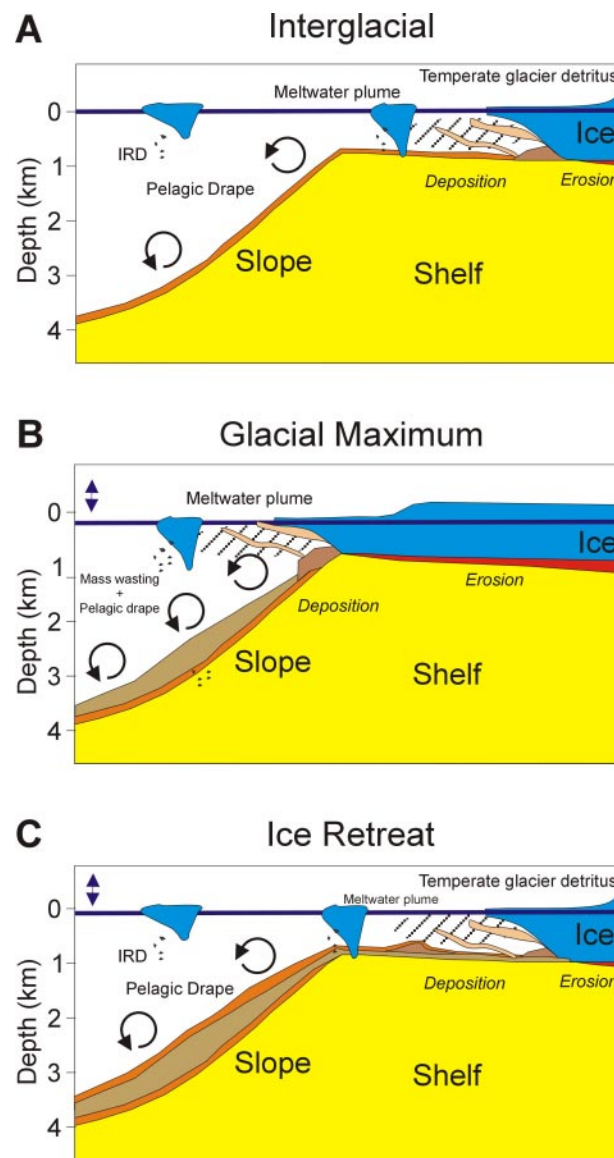 A
Interglacial
Temperate glacier detritus
Meltwater plume
0
Ice
IRD
1
Pelagic Drape
Deposition
Erosion
2
Depth (km)
Slope
Shelf
3
4
B
Glacial Maximum
Meltwater plume
0
Ice
1
Mass wasting
+
Pelagic drape
Erosion
Deposition
2
Depth (km)
Slope
Shelf
3
4
C
Ice Retreat
Temperate glacier detritus
Meltwater plume
0
Ice
IRD
1
Pelagic Drape
Deposition
Erosion
2
Depth (km)
Slope
Shelf
3
4